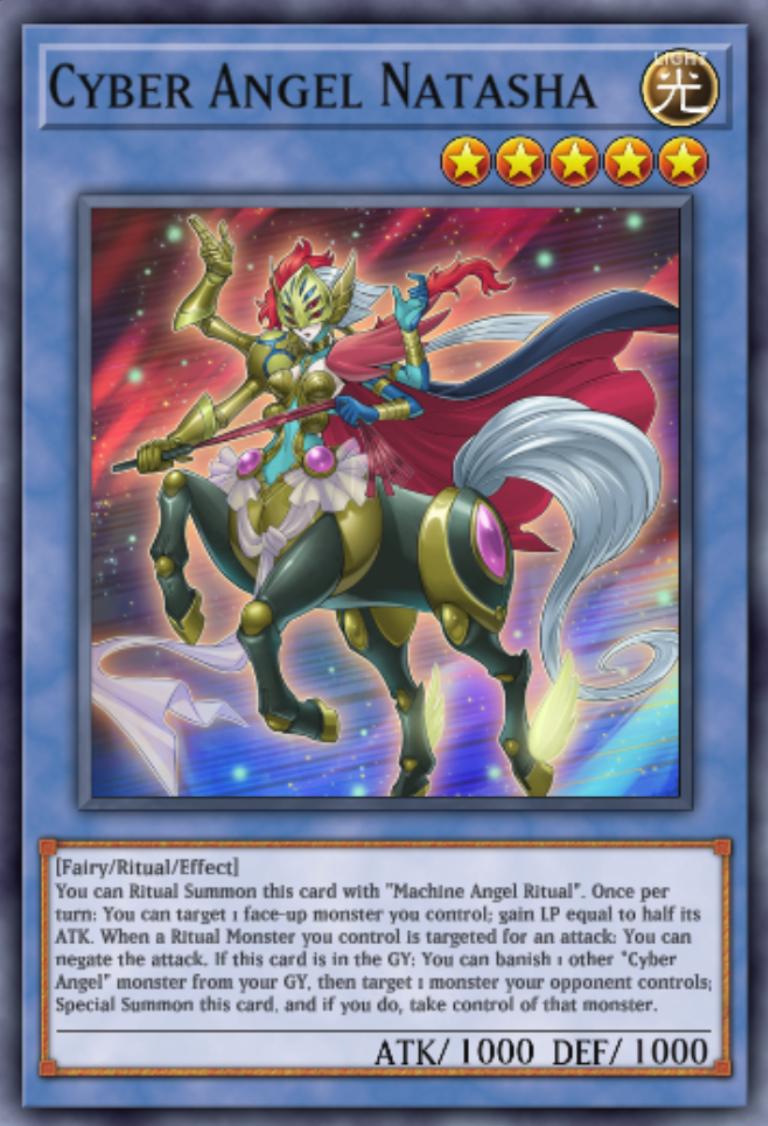 CYBER ANGEL NATASHA
LIGHT
光
[Fairy/Ritual/Effect]
You can Ritual Summon this card with "Machine Angel Ritual". Once per
turn: You can target 1 face-up monster you control; gain LP equal to half its
ATK. When a Ritual Monster you control is targeted for an attack: You can
negate the attack. If this card is in the GY: You can banish 1 other "Cyber
Angel" monster from your GY, then target 1 monster your opponent controls;
Special Summon this card, and if you do, take control of that monster.
ATK/ 1000 DEF/ 1000